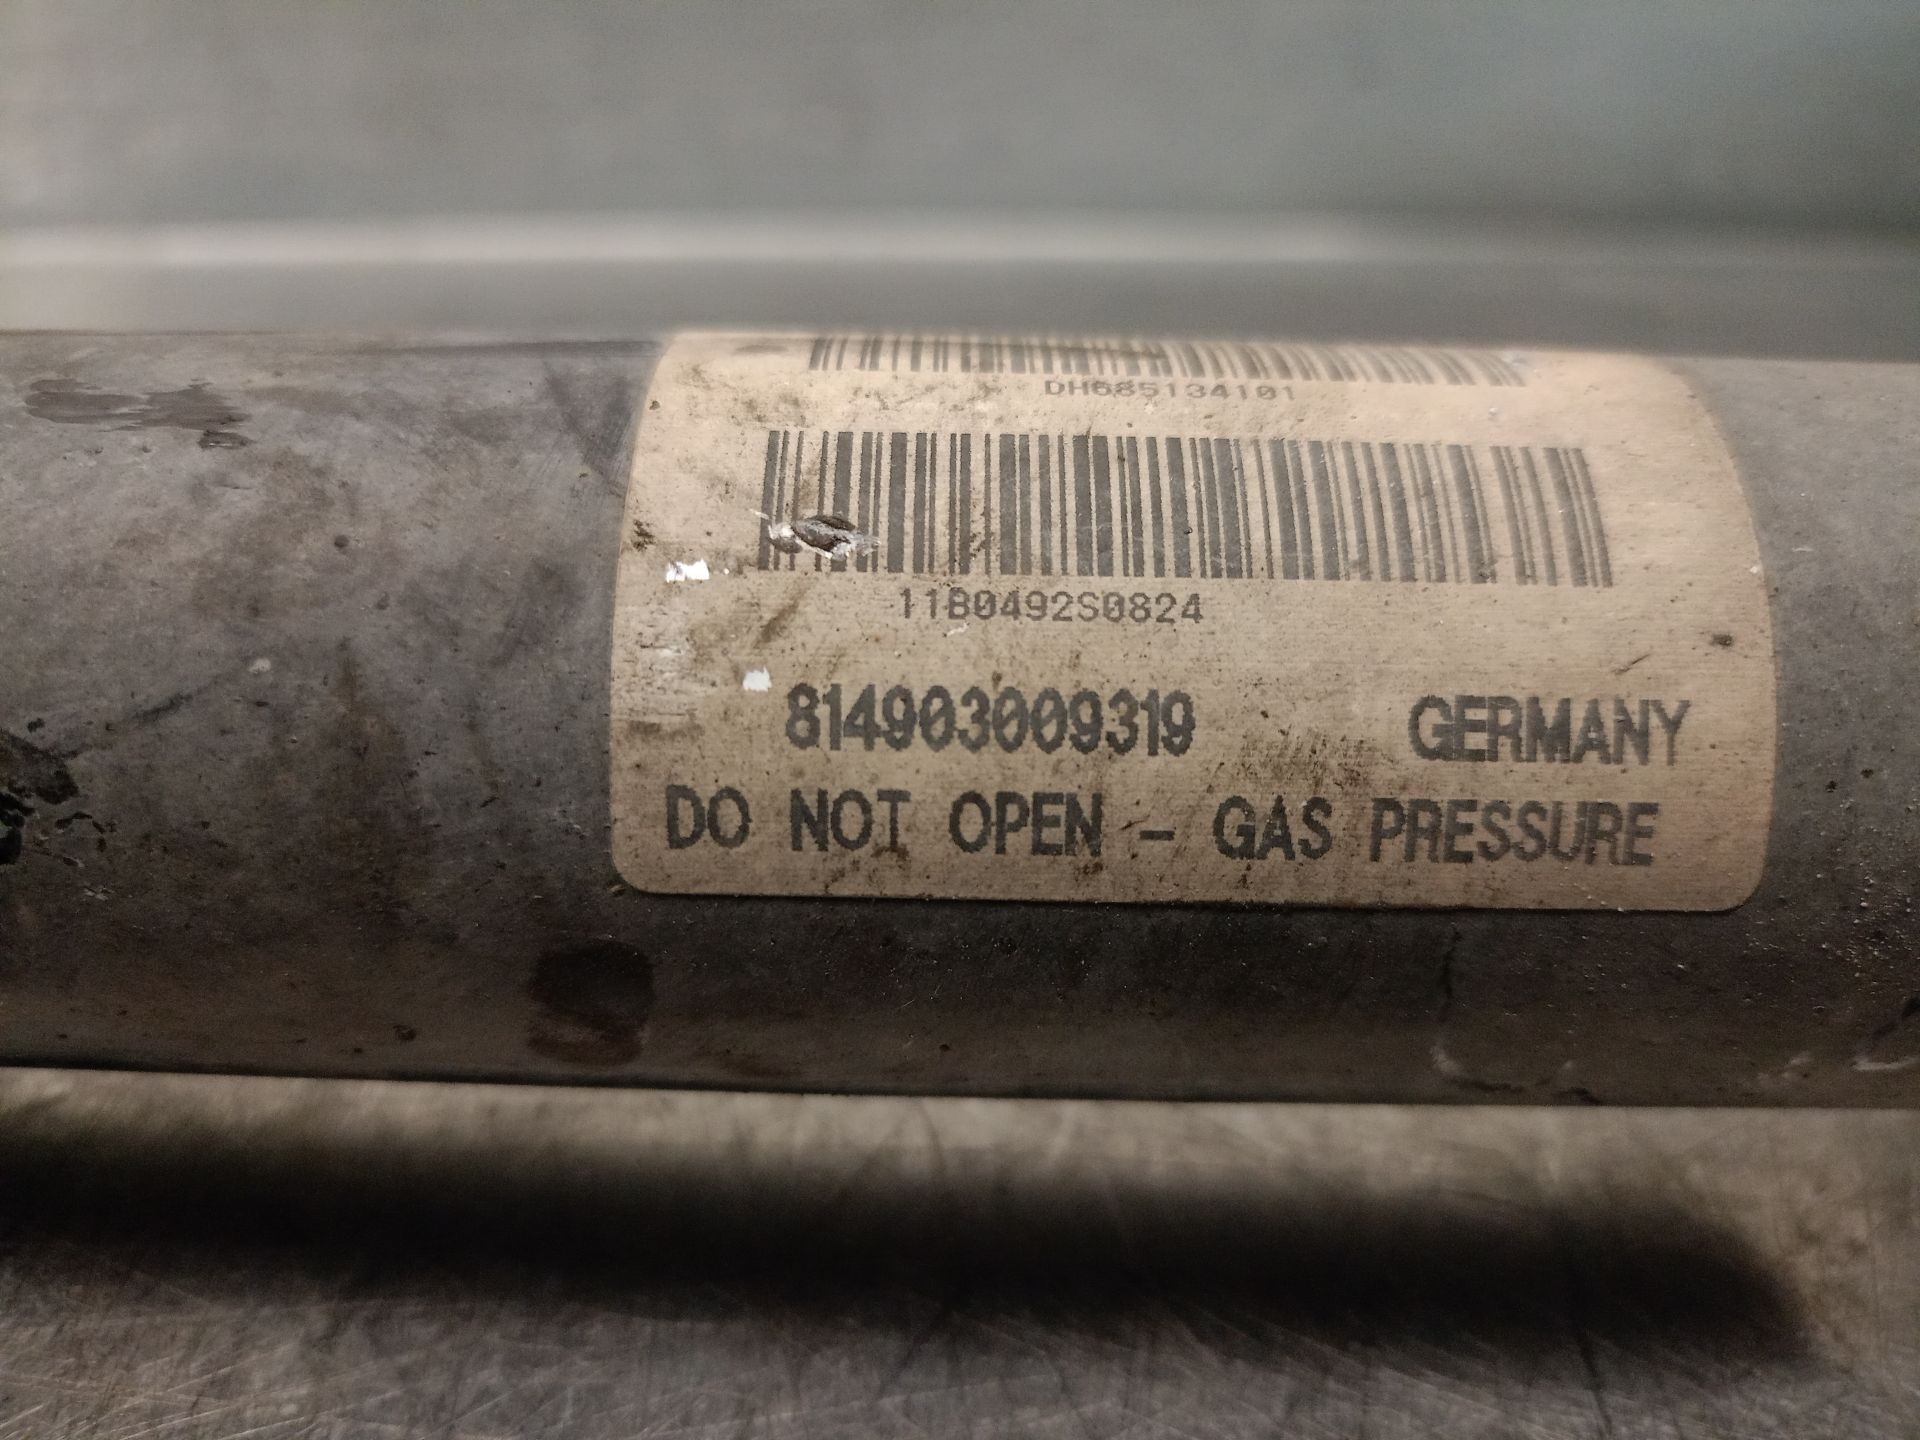 DH685134101
11B0492S0824
814903009319 GERMANY
DO NOT OPEN - GAS PRESSURE